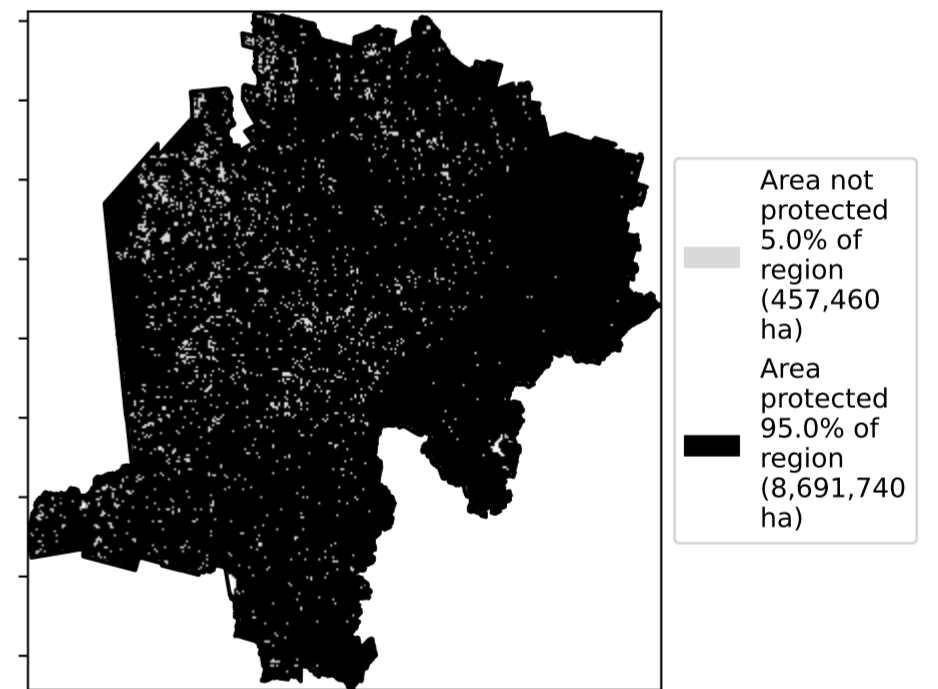 Area not
protected
5.0% of
region
(457,460
ha)
Area
protected
95.0% of
region
(8,691,740
ha)